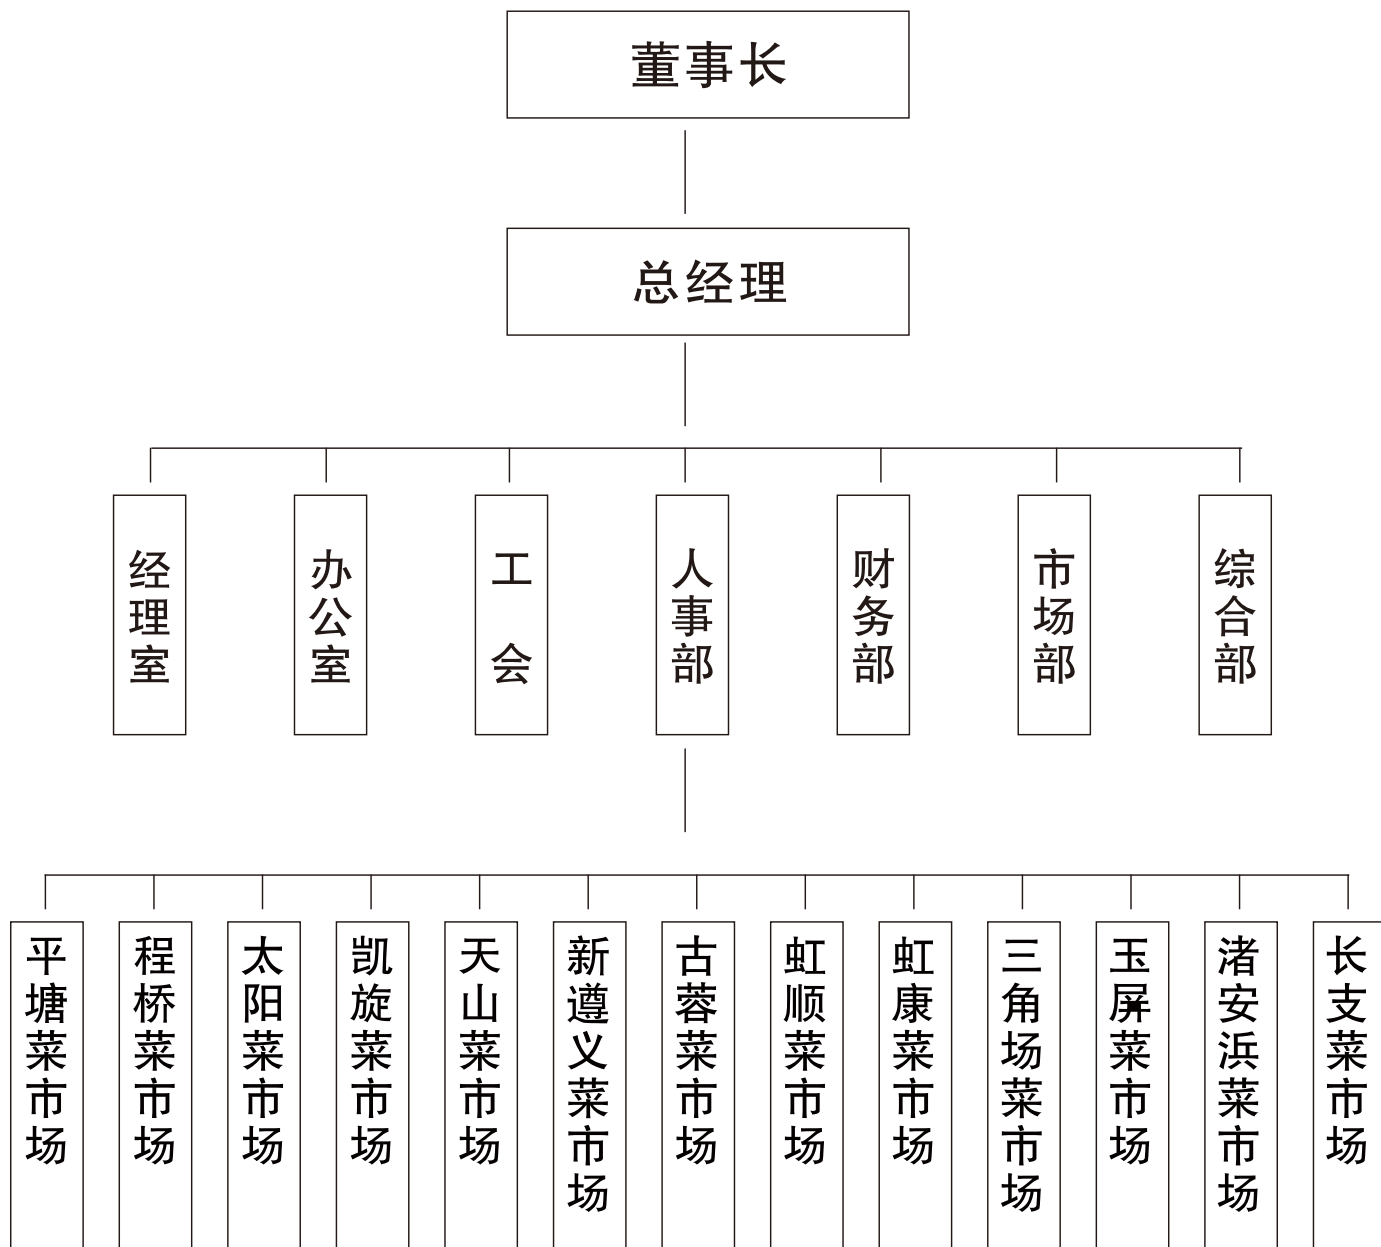 董事长
总经理
经理室
办公室
工会
人事部
财务部
市场部
综合部
平塘菜市场
程桥菜市场
太阳菜市场
凯旋菜市场
天山菜市场
新遵义菜市场
古蓉菜市场
虹顺菜市场
虹康菜市场
三角场菜市场
玉屏菜市场
渚安浜菜市场
长支菜市场